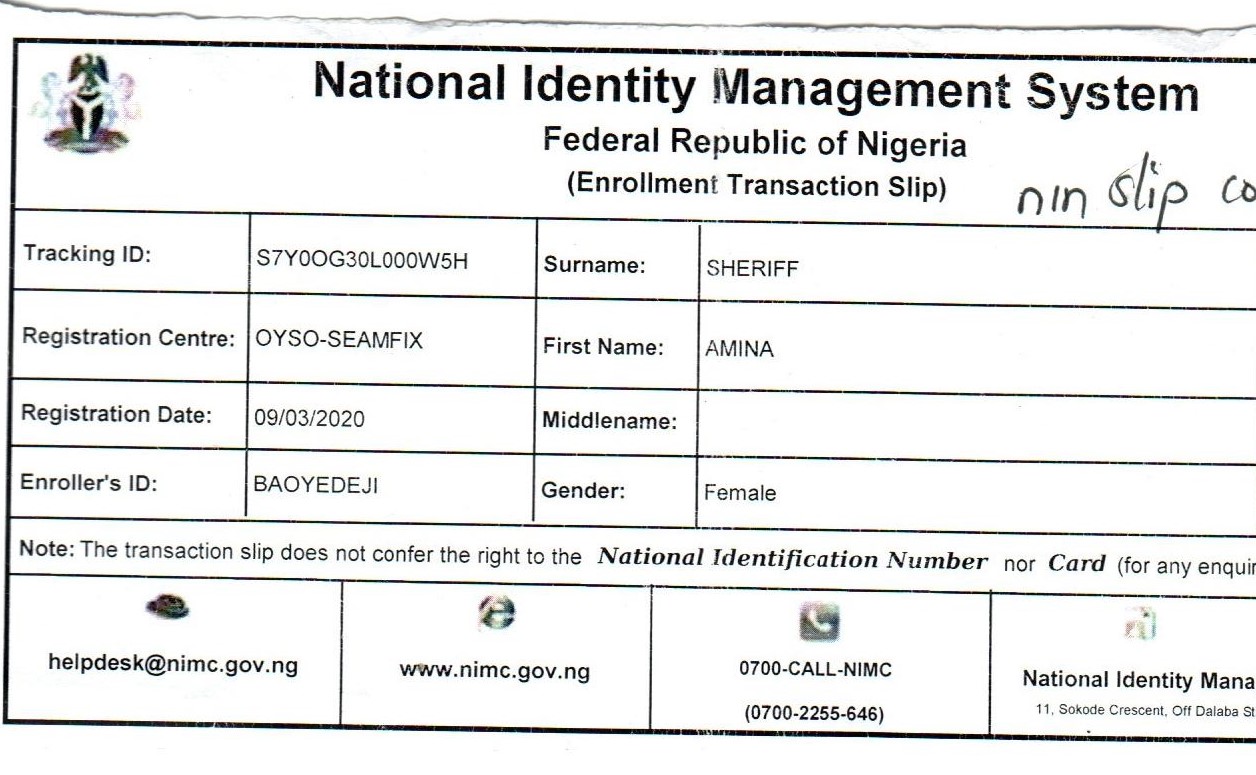 National Identity Management System
Federal Republic of Nigeria
(Enrollment Transaction Slip)
nin slip co
Tracking ID: S7Y0OG30L000W5H Surname: SHERIFF
Registration Centre: OYSO-SEAMFIX First Name: AMINA
Registration Date: 09/03/2020 Middlename:
Enroller's ID: BAOYEDEJI Gender: Female
Note: The transaction slip does not confer the right to the National Identification Number nor Card (for any enquir
helpdesk@nimc.gov.ng www.nimc.gov.ng 0700-CALL-NIMC National Identity Mana
(0700-2255-646) 11, Sokode Crescent, Off Dalaba St